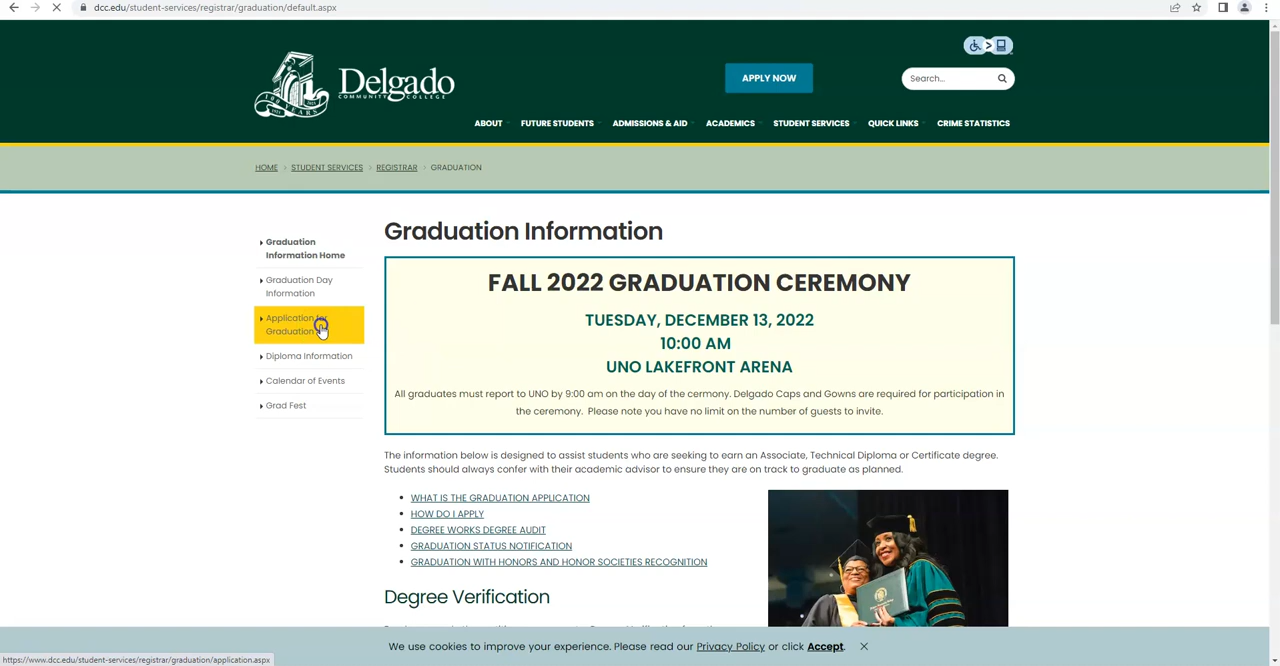 dcc.edu/student-services/registrar/graduation/default.aspx
Delgado
COMMUNITY COLLEGE
100 YEARS
APPLY NOW
Search...
ABOUT
FUTURE STUDENTS
ADMISSIONS & AID
ACADEMICS
STUDENT SERVICES
QUICK LINKS
CRIME STATISTICS
HOME > STUDENT SERVICES > REGISTRAR > GRADUATION
Graduation
Information Home
Graduation Day
Information
Application for
Graduation
Diploma Information
Calendar of Events
Grad Fest
Graduation Information
FALL 2022 GRADUATION CEREMONY
TUESDAY, DECEMBER 13, 2022
10:00 AM
UNO LAKEFRONT ARENA
All graduates must report to UNO by 9:00 am on the day of the cermony. Delgado Caps and Gowns are required for participation in
the ceremony. Please note you have no limit on the number of guests to invite.
The information below is designed to assist students who are seeking to earn an Associate, Technical Diploma or Certificate degree.
Students should always confer with their academic advisor to ensure they are on track to graduate as planned.
WHAT IS THE GRADUATION APPLICATION
HOW DO I APPLY
DEGREE WORKS DEGREE AUDIT
GRADUATION STATUS NOTIFICATION
GRADUATION WITH HONORS AND HONOR SOCIETIES RECOGNITION
Degree Verification
We use cookies to improve your experience. Please read our Privacy Policy or click Accept.
https://www.dcc.edu/student-services/registrar/graduation/application.aspx